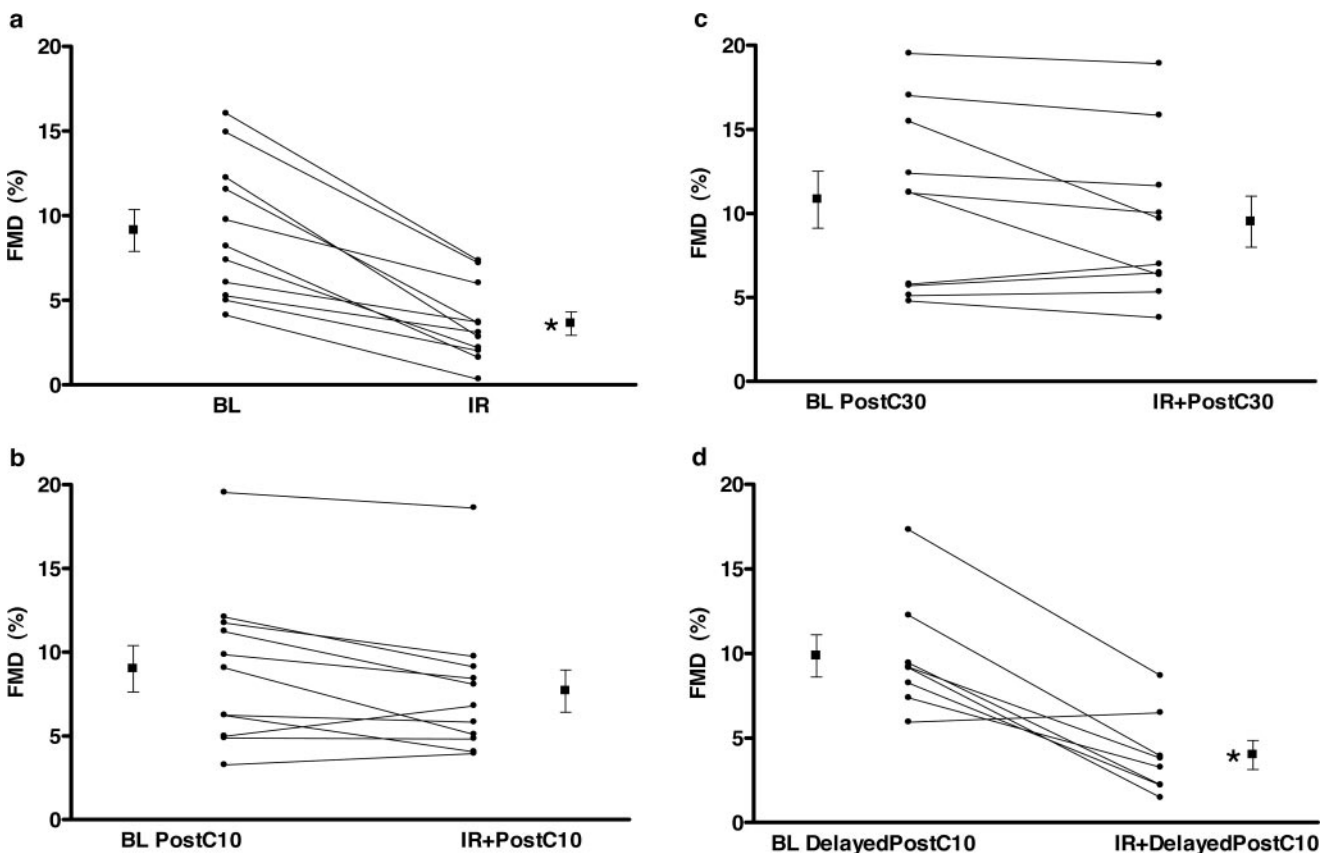 a
20
15
10
5
0
FMD (%)
*
BL IR
b
20
15
10
5
0
FMD (%)
BL PostC10 IR+PostC10
c
20
15
10
5
0
FMD (%)
BL PostC30 IR+PostC30
d
20
15
10
5
0
FMD (%)
*
BL DelayedPostC10 IR+DelayedPostC10